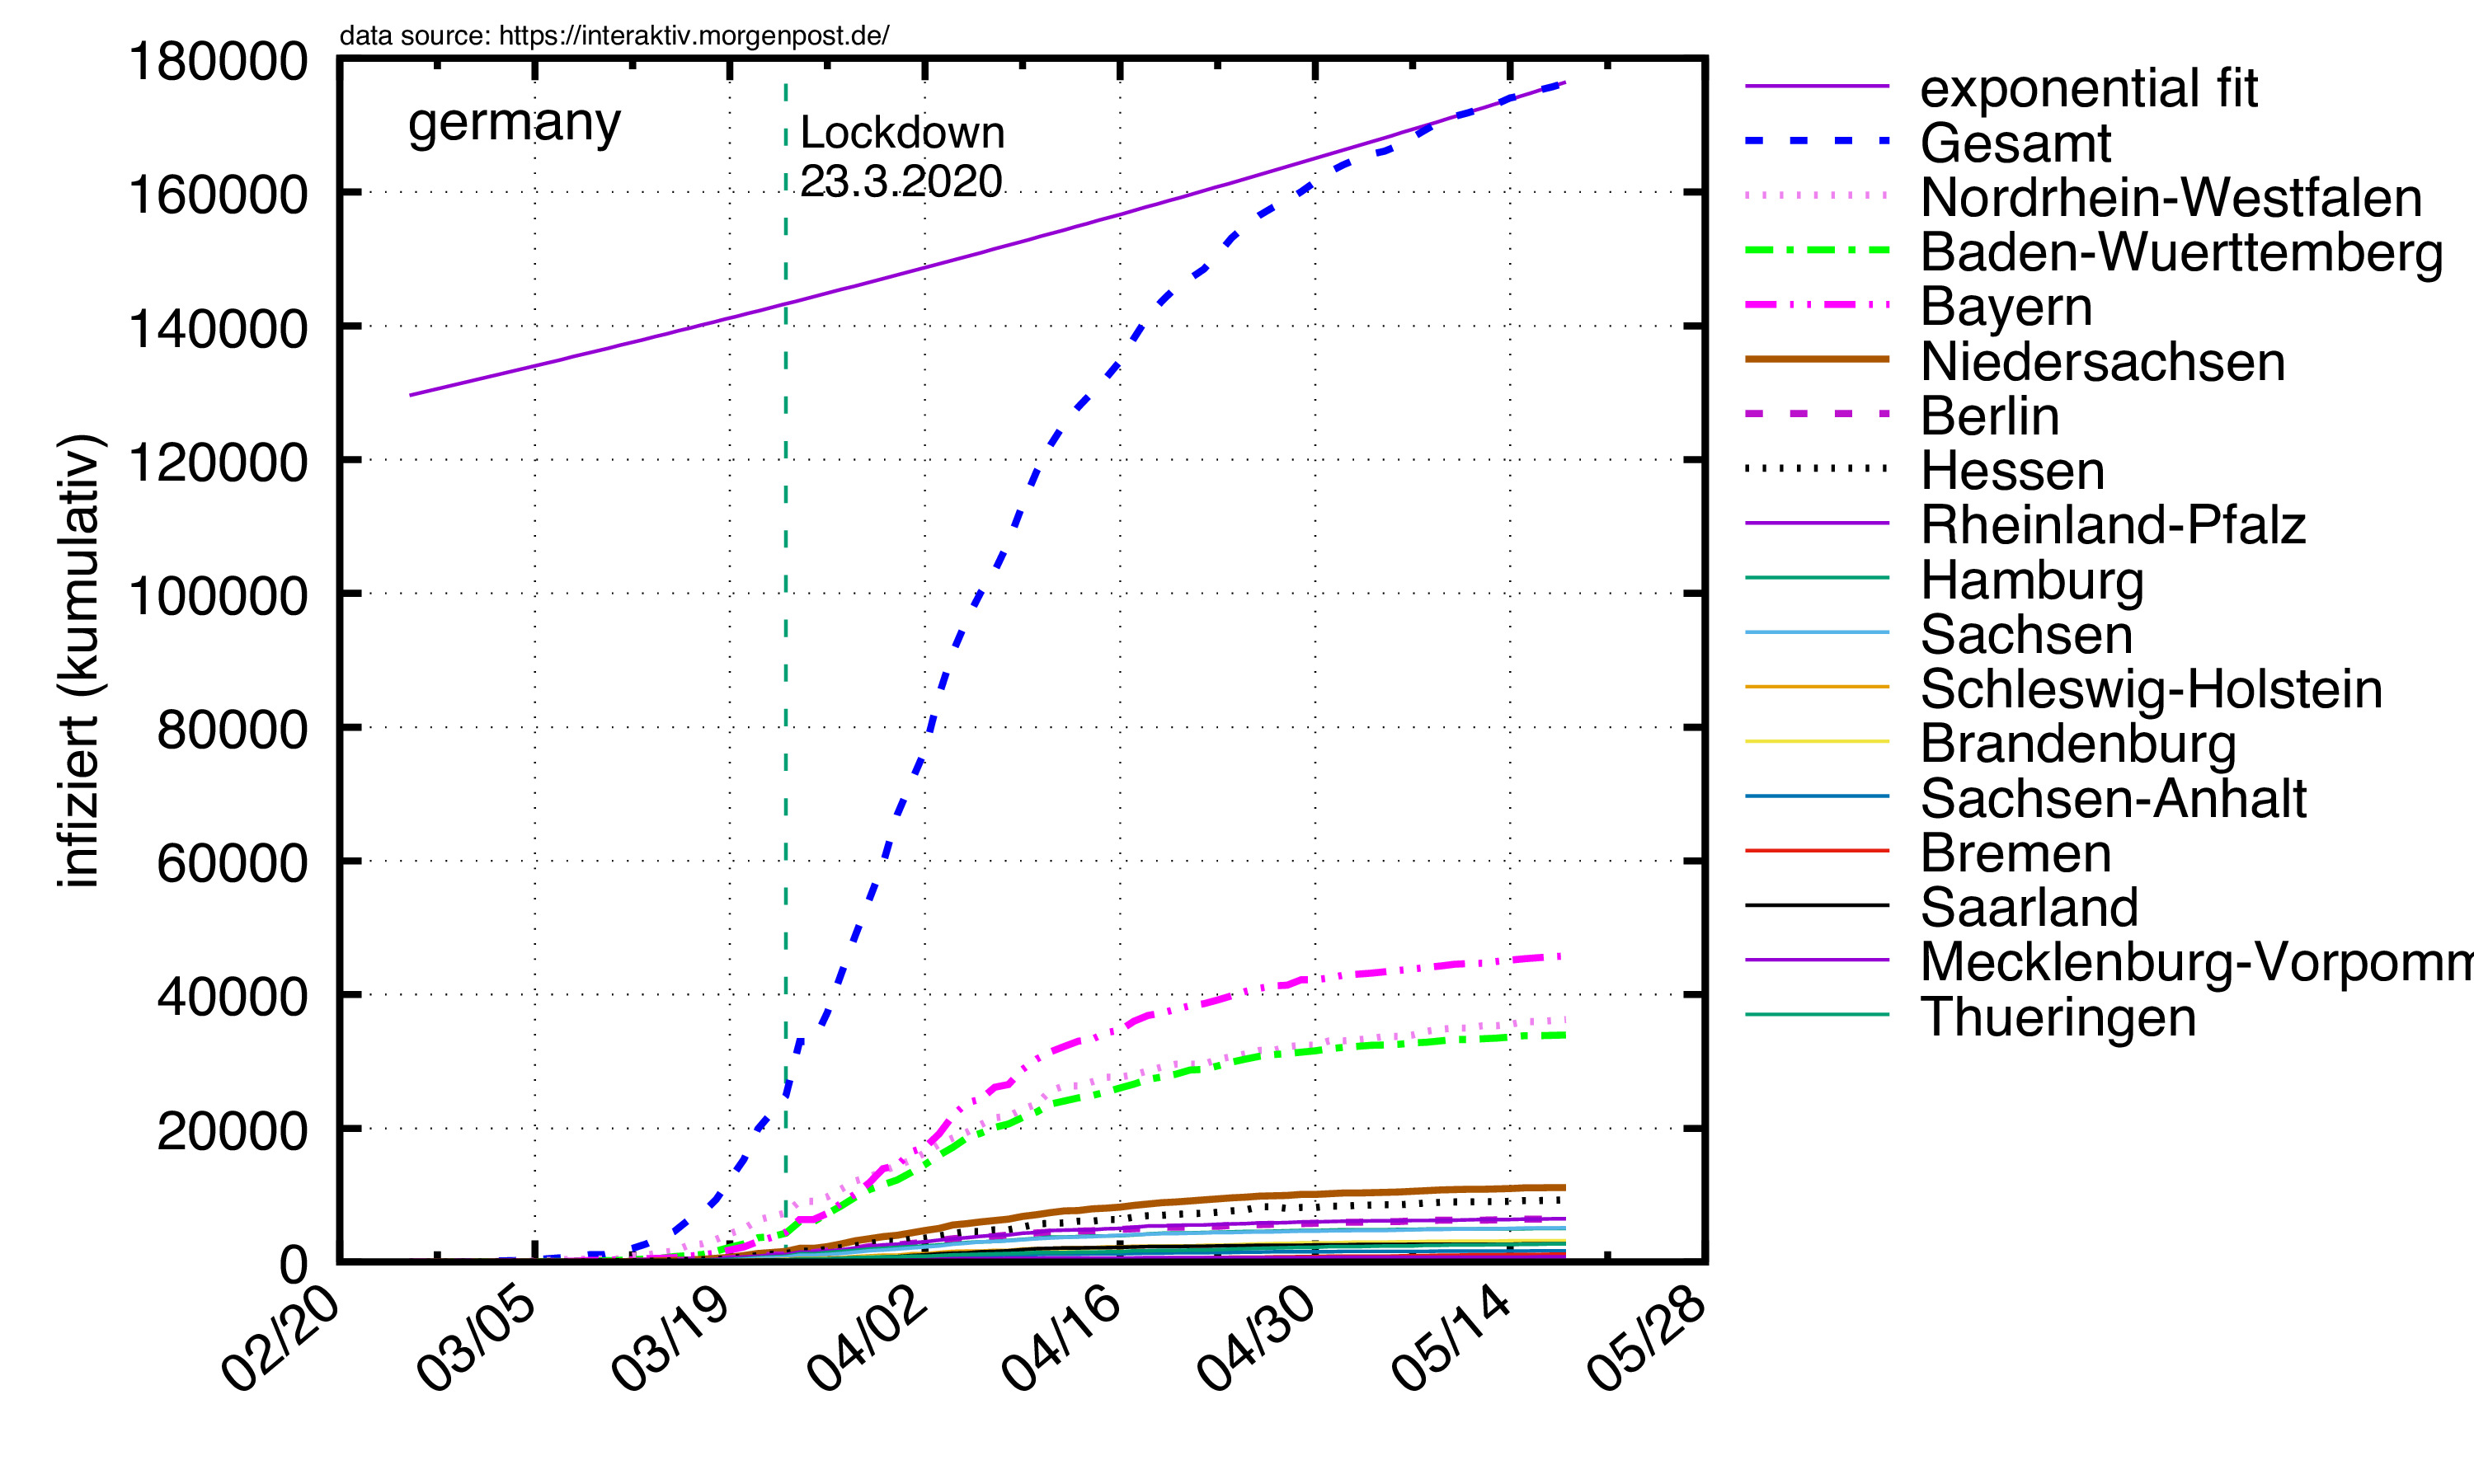 data source: https://interaktiv.morgenpost.de/
180000
160000
140000
120000
100000
80000
60000
40000
20000
0
infiziert (kumulativ)
germany
Lockdown
23.3.2020
02/20
03/05
03/19
04/02
04/16
04/30
05/14
05/28
exponential fit
Gesamt
Nordrhein-Westfalen
Baden-Wuerttemberg
Bayern
Niedersachsen
Berlin
Hessen
Rheinland-Pfalz
Hamburg
Sachsen
Schleswig-Holstein
Brandenburg
Sachsen-Anhalt
Bremen
Saarland
Mecklenburg-Vorpomm
Thueringen